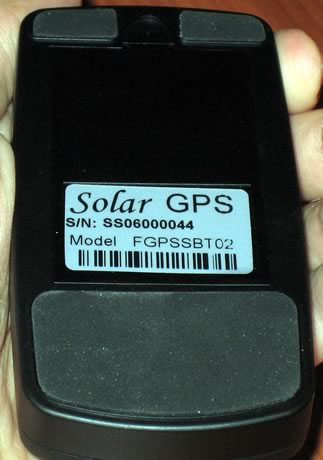 Solar GPS
S/N: SS06000044
Model FGPSSBT02